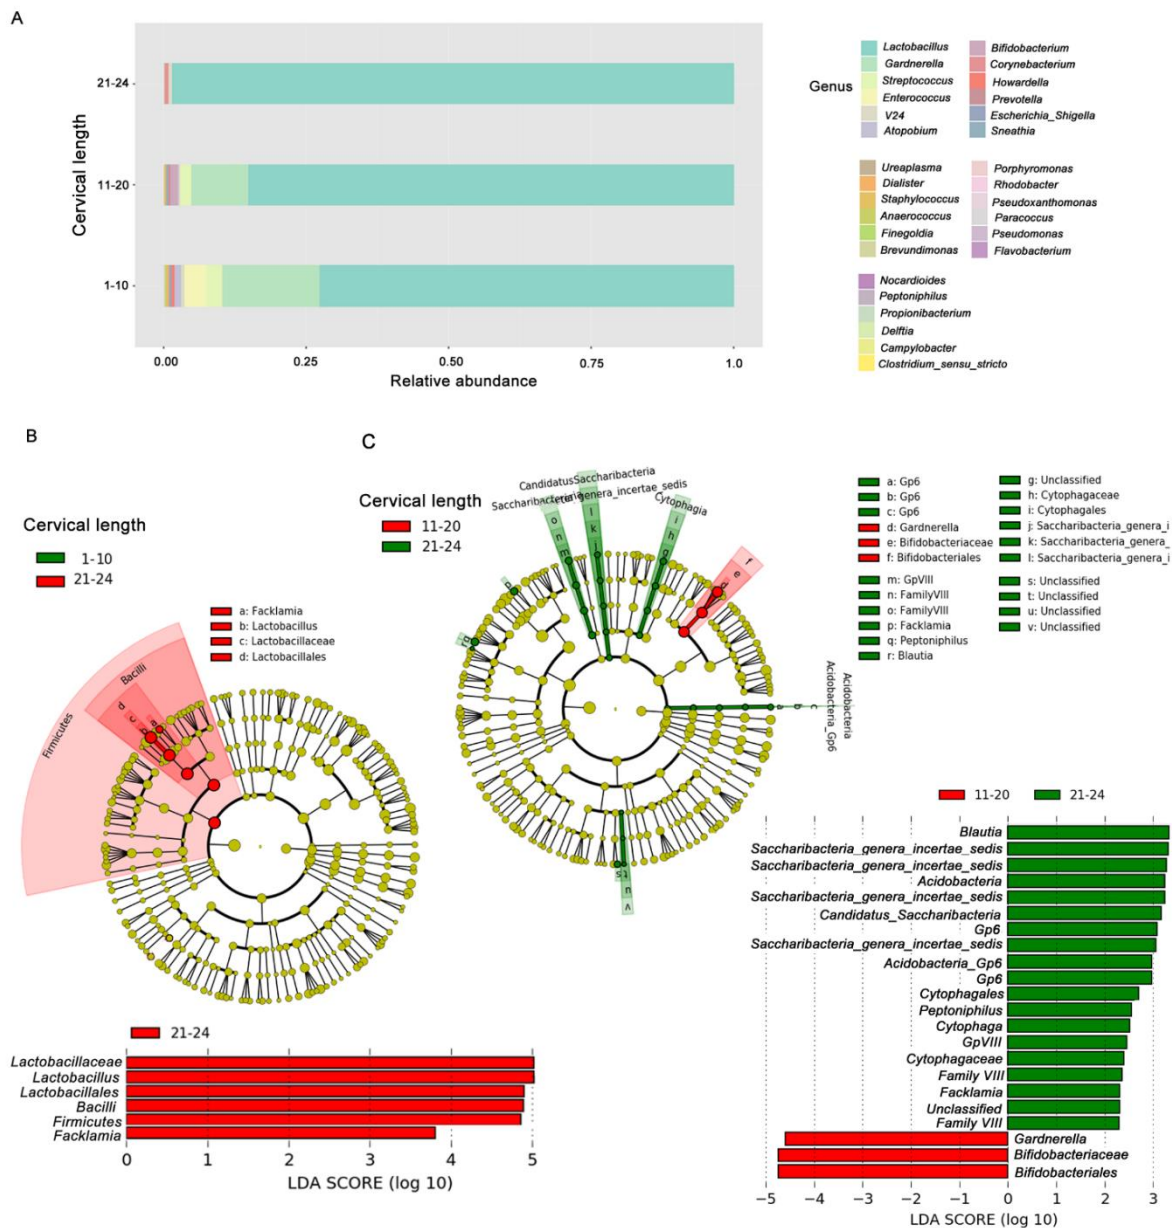 A
Cervical length
21-24
11-20
1-10
0.00
0.25
0.50
0.75
1.0
Relative abundance
Genus
Lactobacillus
Gardnerella
Streptococcus
Enterococcus
V24
Atopobium
Bifidobacterium
Corynebacterium
Howardella
Prevotella
Escherichia_Shigella
Sneathia
Ureaplasma
Dialister
Staphylococcus
Anaerococcus
Finegoldia
Brevundimonas
Porphyromonas
Rhodobacter
Pseudoxanthomonas
Paracoccus
Pseudomonas
Flavobacterium
Nocardioides
Peptoniphilus
Propionibacterium
Delftia
Campylobacter
Clostridium_sensu_stricto
B
Cervical length
1-10
21-24
a: Facklamia
b: Lactobacillus
c: Lactobacillaceae
d: Lactobacillales
Firmicutes
Bacilli
d
c
a
21-24
Lactobacillaceae
Lactobacillus
Lactobacillales
Bacilli
Firmicutes
Facklamia
0 1 2 3 4 5
LDA SCORE (log 10)
C
Cervical length
11-20
21-24
Candidatus_Saccharibacteria
Saccharibacteria_genera_incertae_sedis
Cytophagia
o
n
m
l
k
j
i
h
g
f
e
Acidobacteria
Acidobacteria_Gp6
a b c
s t
u
v
a: Gp6
b: Gp6
c: Gp6
d: Gardnerella
e: Bifidobacteriaceae
f: Bifidobacteriales
g: Unclassified
h: Cytophagaceae
i: Cytophagales
j: Saccharibacteria_genera_i
k: Saccharibacteria_genera_
l: Saccharibacteria_genera_i
m: GpVIII
n: FamilyVIII
o: FamilyVIII
p: Facklamia
q: Peptoniphilus
r: Blautia
s: Unclassified
t: Unclassified
u: Unclassified
v: Unclassified
11-20
21-24
Blautia
Saccharibacteria_genera_incertae_sedis
Saccharibacteria_genera_incertae_sedis
Acidobacteria
Saccharibacteria_genera_incertae_sedis
Candidatus_Saccharibacteria
Gp6
Saccharibacteria_genera_incertae_sedis
Acidobacteria_Gp6
Gp6
Cytophagales
Peptoniphilus
Cytophaga
GpVIII
Cytophagaceae
Family VIII
Facklamia
Unclassified
Family VIII
Gardnerella
Bifidobacteriaceae
Bifidobacteriales
−5 −4 −3 −2 −1 0 1 2 3
LDA SCORE (log 10)